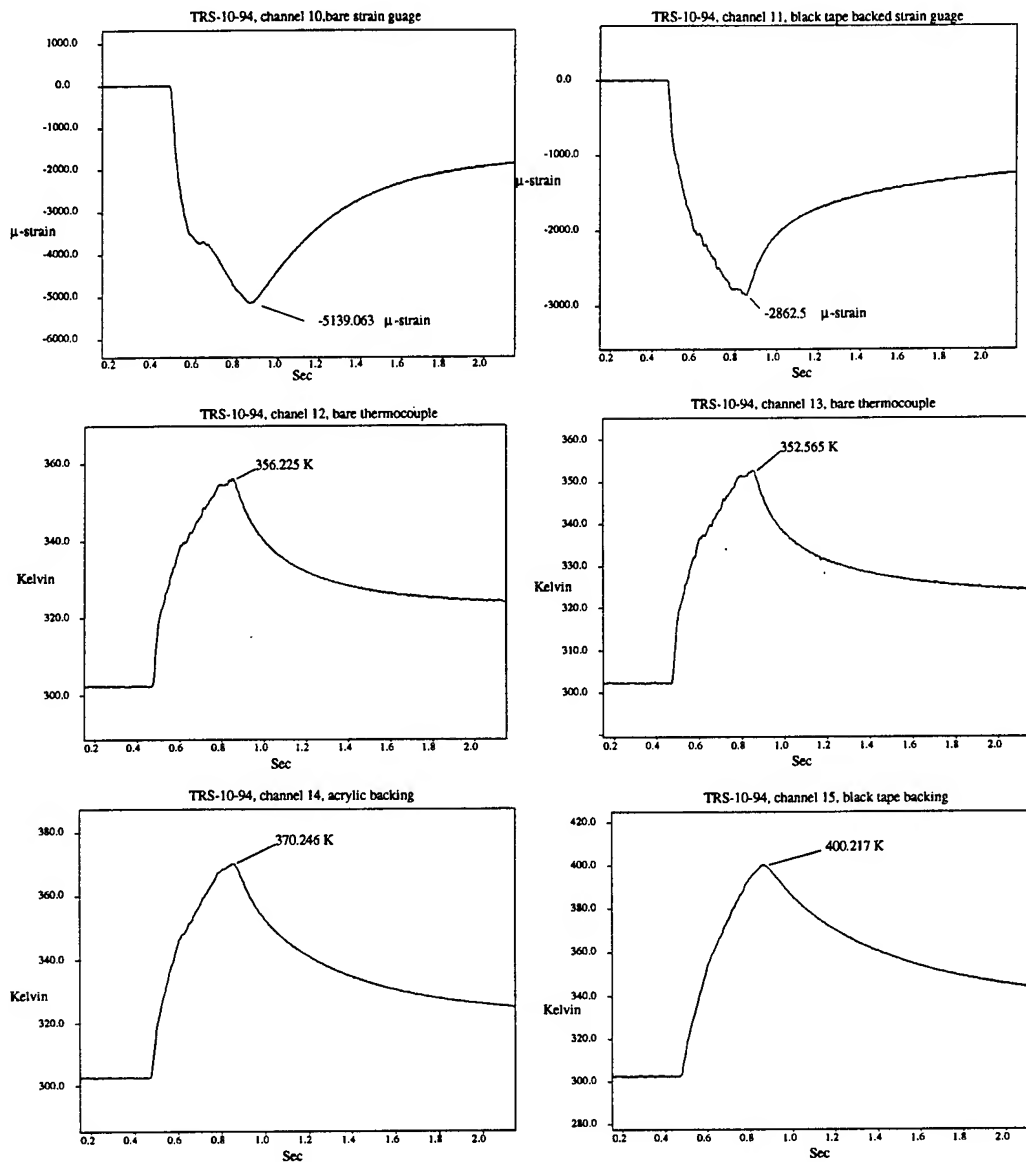 TRS-10-94, channel 10,bare strain guage
1000.0
0.0
-1000.0
-2000.0
-3000.0
μ-strain
-4000.0
-5000.0
-6000.0
-5139.063 μ-strain
0.2 0.4 0.6 0.8 1.0 1.2 1.4 1.6 1.8 2.0
Sec
TRS-10-94, channel 11, black tape backed strain guage
0.0
-1000.0
μ-strain
-2000.0
-3000.0
-2862.5 μ-strain
0.2 0.4 0.6 0.8 1.0 1.2 1.4 1.6 1.8 2.0
Sec
TRS-10-94, chanel 12, bare thermocouple
360.0
356.225 K
340.0
Kelvin
320.0
300.0
0.2 0.4 0.6 0.8 1.0 1.2 1.4 1.6 1.8 2.0
Sec
TRS-10-94, channel 13, bare thermocouple
360.0
352.565 K
350.0
340.0
330.0
Kelvin
320.0
310.0
300.0
0.2 0.4 0.6 0.8 1.0 1.2 1.4 1.6 1.8 2.0
Sec
TRS-10-94, channel 14, acrylic backing
380.0
370.246 K
360.0
340.0
Kelvin
320.0
300.0
0.2 0.4 0.6 0.8 1.0 1.2 1.4 1.6 1.8 2.0
Sec
TRS-10-94, channel 15, black tape backing
420.0
400.217 K
400.0
380.0
360.0
340.0
Kelvin
320.0
300.0
280.0
0.2 0.4 0.6 0.8 1.0 1.2 1.4 1.6 1.8 2.0
Sec